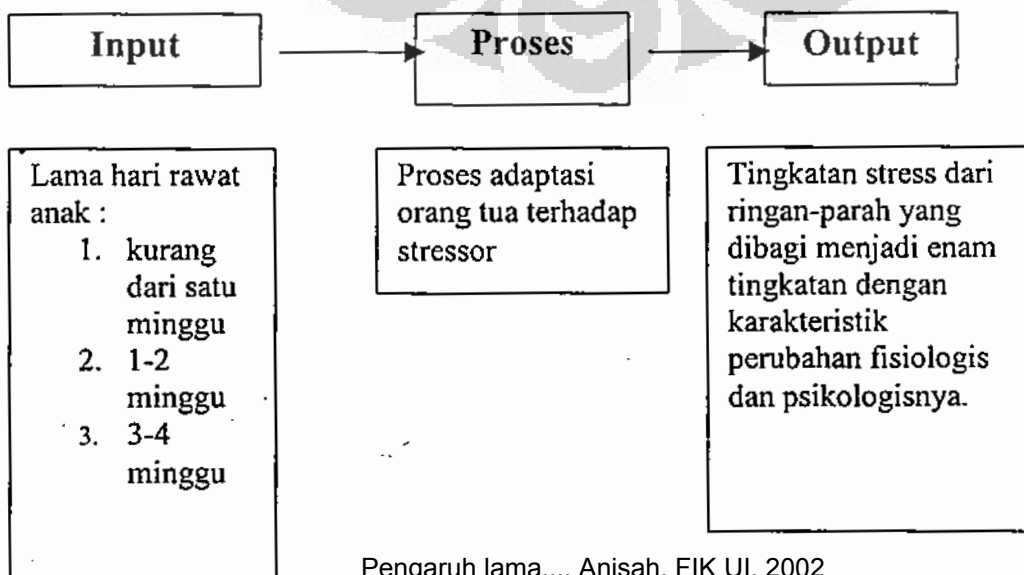 Input
Proses
Output
Lama hari rawat
anak :
1. kurang
dari satu
minggu
2. 1-2
minggu
3. 3-4
minggu
Proses adaptasi
orang tua terhadap
stressor
Tingkatan stress dari
ringan-parah yang
dibagi menjadi enam
tingkatan dengan
karakteristik
perubahan fisiologis
dan psikologisnya.
Pengaruh lama..., Anisah, FIK UI, 2002